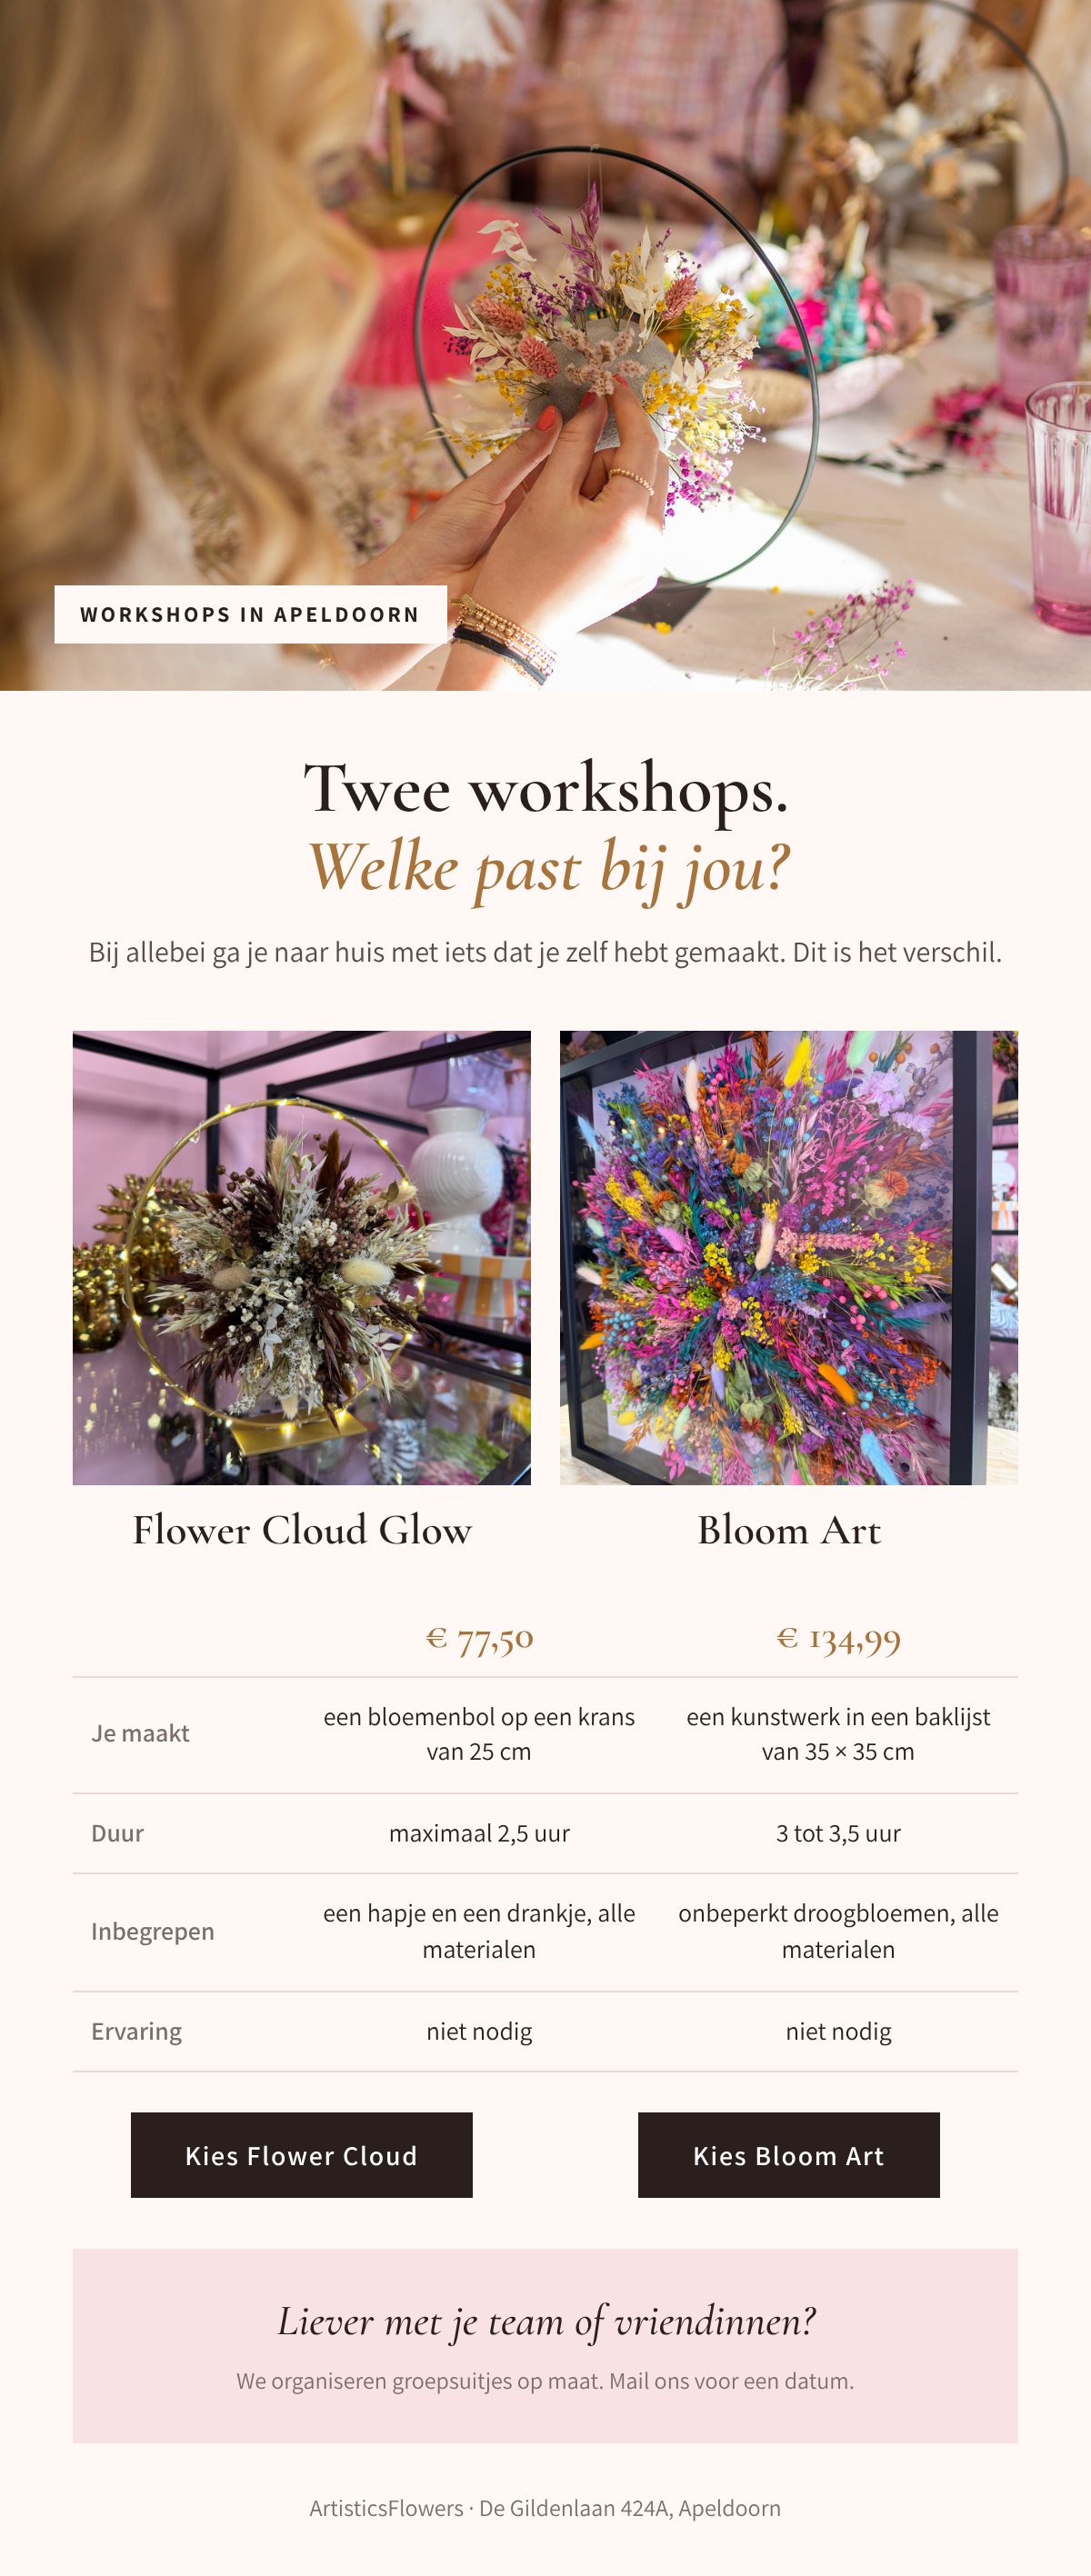 WORKSHOPS IN APELDOORN
Twee workshops.
Welke past bij jou?
Bij allebei ga je naar huis met iets dat je zelf hebt gemaakt. Dit is het verschil.
Flower Cloud Glow
Bloom Art
€ 77,50
€ 134,99
Je maakt
een bloemenbol op een krans
van 25 cm
een kunstwerk in een baklijst
van 35 × 35 cm
Duur
maximaal 2,5 uur
3 tot 3,5 uur
Inbegrepen
een hapje en een drankje, alle
materialen
onbeperkt droogbloemen, alle
materialen
Ervaring
niet nodig
niet nodig
Kies Flower Cloud
Kies Bloom Art
Liever met je team of vriendinnen?
We organiseren groepsuitjes op maat. Mail ons voor een datum.
ArtisticsFlowers · De Gildenlaan 424A, Apeldoorn